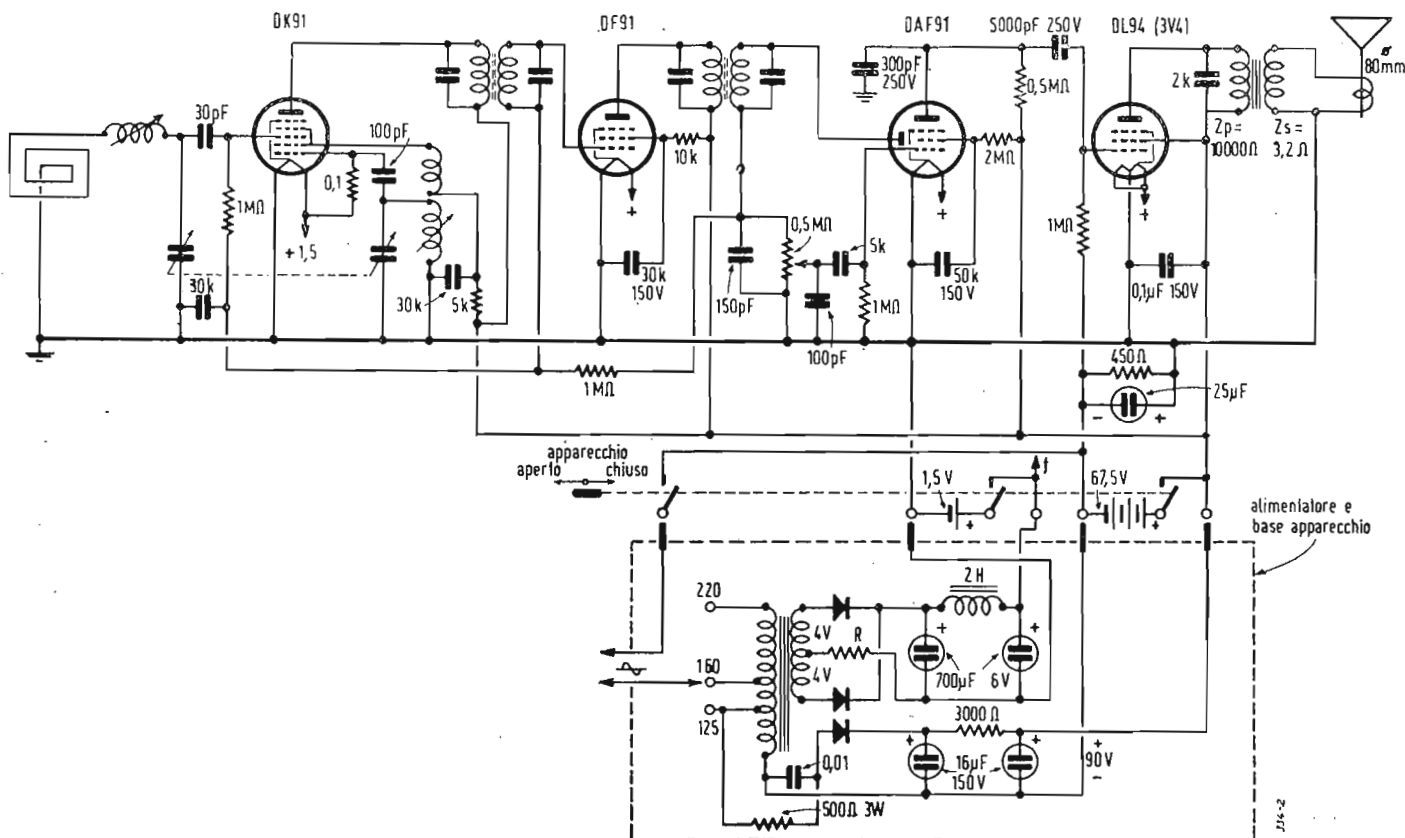 DK91
DF91
DAF91
5000pF 250V
DL94 (3V4)
ø
80mm
30pF
100pF
0,1
1MΩ
+1,5
30k
30k
5k
10k
30k
150V
1MΩ
150pF
0,5MΩ
100pF
5k
1MΩ
300pF
250V
0,5MΩ
2MΩ
+
+
+
50k
150V
1MΩ
2k
Zp=
10000Ω
Zs=
3,2Ω
0,1µF 150V
450Ω
25µF
-
+
apparecchio
aperto
chiuso
1,5V
+
f
67,5V
+
alimentatore e
base apparecchio
220
160
125
4V
4V
R
2H
+
+
700µF
6V
3000Ω
+
+
16µF
150V
+
90V
-
0,01
500Ω 3W
334-2